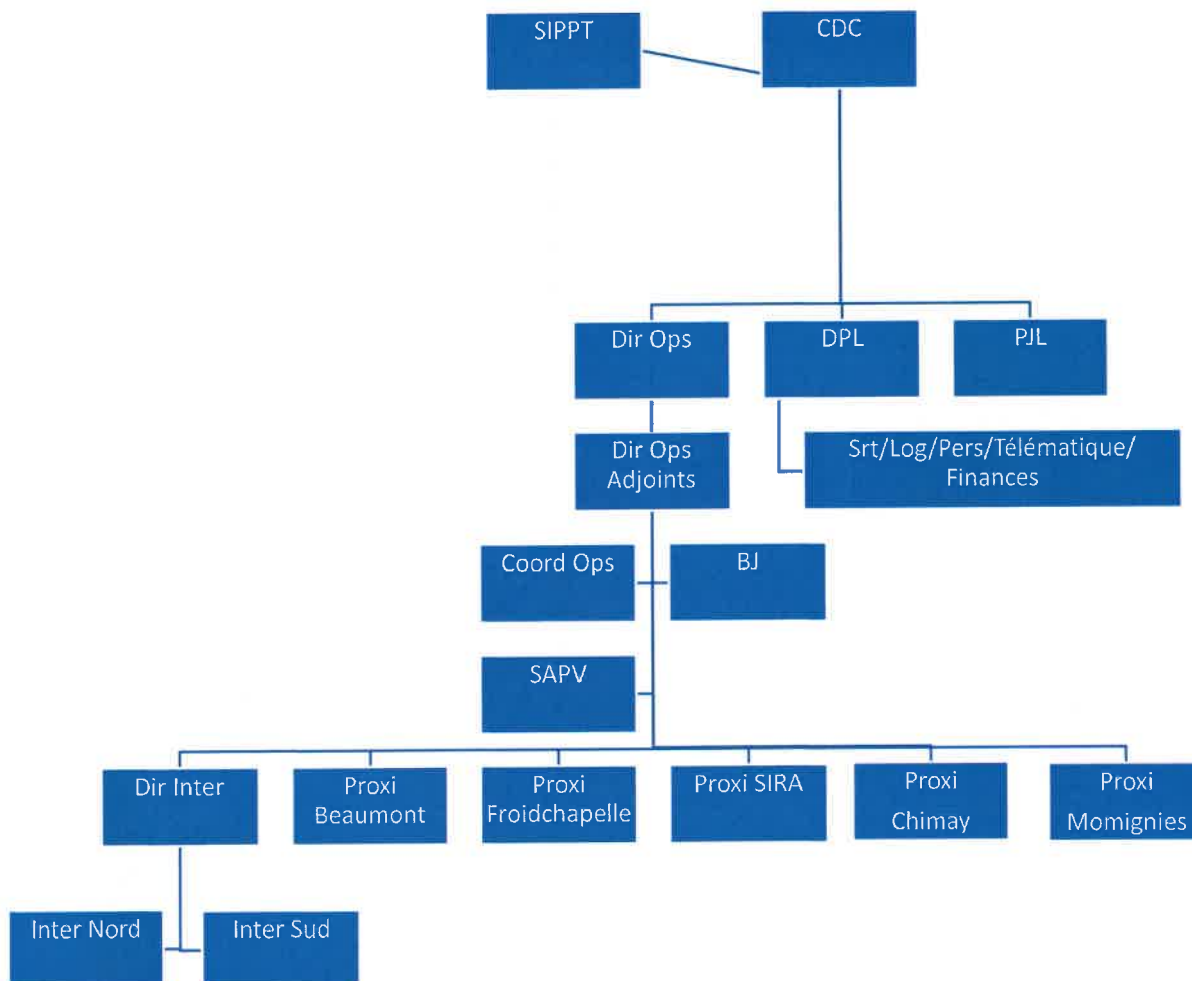 SIPPT
CDC
Dir Ops
DPL
PJL
Dir Ops
Adjoints
Srt/Log/Pers/Télématique/
Finances
Coord Ops
BJ
SAPV
Dir Inter
Proxi
Beaumont
Proxi
Froidchapelle
Proxi SIRA
Proxi
Chimay
Proxi
Momignies
Inter Nord
Inter Sud